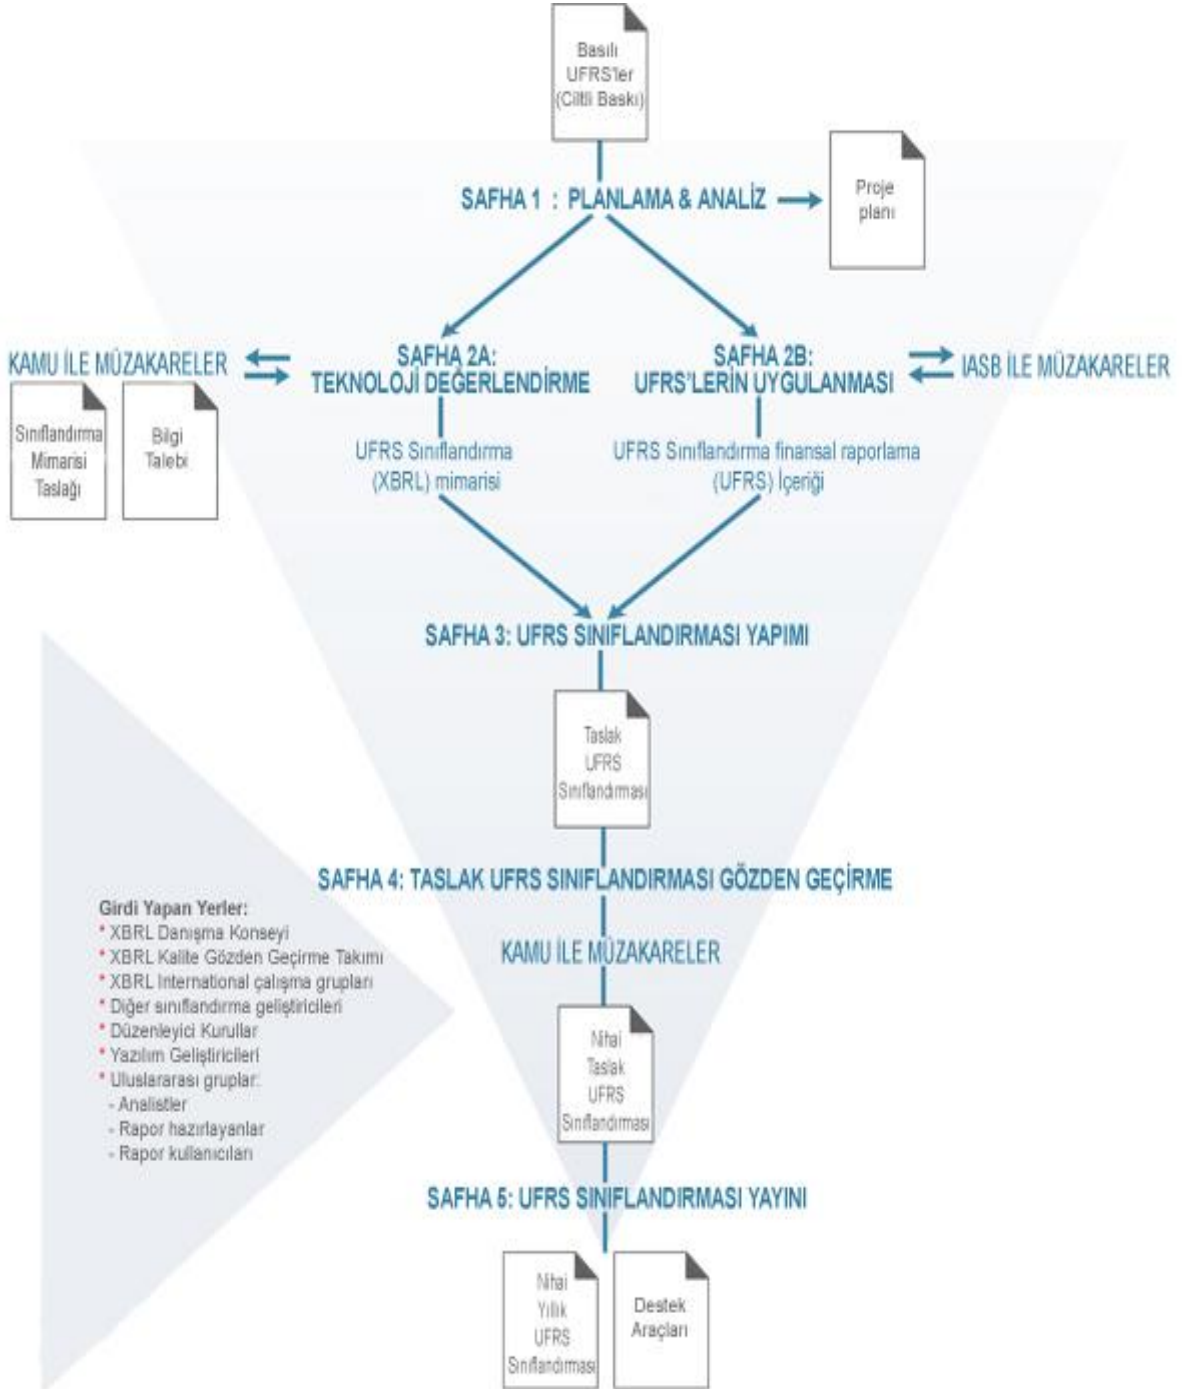 Basılı
UFRS'ler
(Ciltli Baskı)
SAFHA 1 : PLANLAMA & ANALİZ
Proje
planı
KAMU İLE MÜZAKARELER
Sınıflandırma
Mimarisi
Taslağı
Bilgi
Talebi
SAFHA 2A:
TEKNOLOJİ DEĞERLENDİRME
SAFHA 2B:
UFRS'LERİN UYGULANMASI
IASB İLE MÜZAKARELER
UFRS Sınıflandırma
(XBRL) mimarisi
UFRS Sınıflandırma finansal raporlama
(UFRS) İçeriği
SAFHA 3: UFRS SINIFLANDIRMASI YAPIMI
Taslak
UFRS
Sınıflandırması
SAFHA 4: TASLAK UFRS SINIFLANDIRMASI GÖZDEN GEÇİRME
Girdi Yapan Yerler:
* XBRL Danışma Konseyi
* XBRL Kalite Gözden Geçirme Takımı
* XBRL International çalışma grupları
* Diğer sınıflandırma geliştiricileri
* Düzenleyici Kurullar
* Yazılım Geliştiricileri
* Uluslararası gruplar:
- Analistler
- Rapor hazırlayanlar
- Rapor kullanıcıları
KAMU İLE MÜZAKARELER
Nihai
Taslak
UFRS
Sınıflandırması
SAFHA 5: UFRS SINIFLANDIRMASI YAYINI
Nihai
Yıllık
UFRS
Sınıflandırması
Destek
Araçları